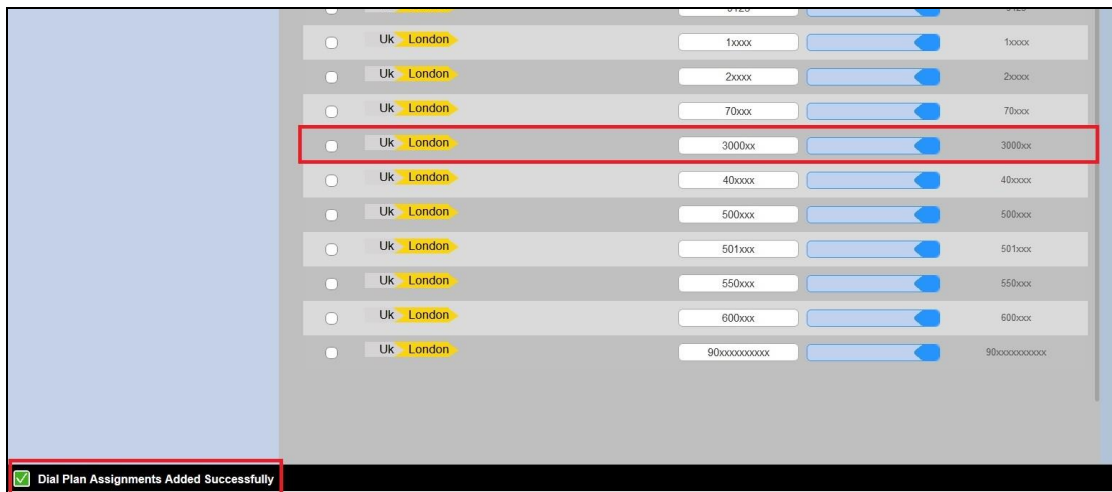 Uk London 1xxxx 1xxxx
Uk London 2xxxx 2xxxx
Uk London 70xxx 70xxx
Uk London 3000xx 3000xx
Uk London 40xxxx 40xxxx
Uk London 500xxx 500xxx
Uk London 501xxx 501xxx
Uk London 550xxx 550xxx
Uk London 600xxx 600xxx
Uk London 90xxxxxxxxxx 90xxxxxxxxxx
Dial Plan Assignments Added Successfully